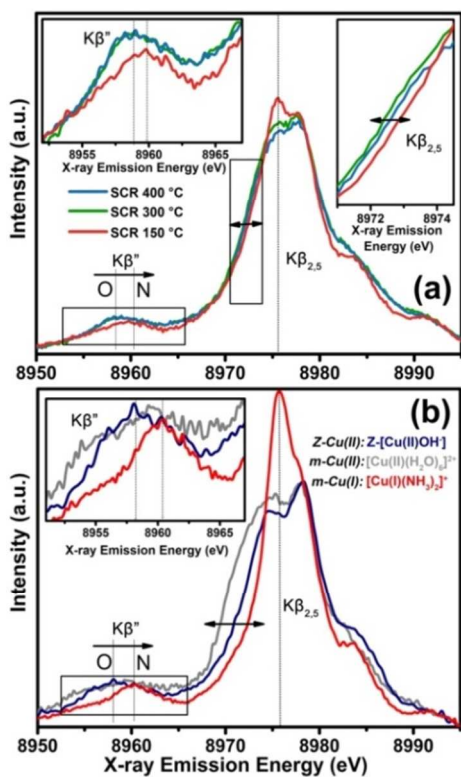 Kβ”
8955 8960 8965
X-ray Emission Energy (eV)
SCR 400 °C
SCR 300 °C
SCR 150 °C
Kβ2,5
8972 8974
X-ray Emission
Energy (eV)
Kβ”
O N
Kβ2,5
(a)
Intensity (a.u.)
8950 8960 8970 8980 8990
(b)
Kβ”
8955 8960 8965
X-ray Emission Energy (eV)
Z-Cu(II): Z-[Cu(II)OH-]
m-Cu(II): [Cu(II)(H2O)6]2+
m-Cu(I): [Cu(I)(NH3)2]+
Kβ2,5
Kβ”
O N
Intensity (a.u.)
8950 8960 8970 8980 8990
X-ray Emission Energy (eV)